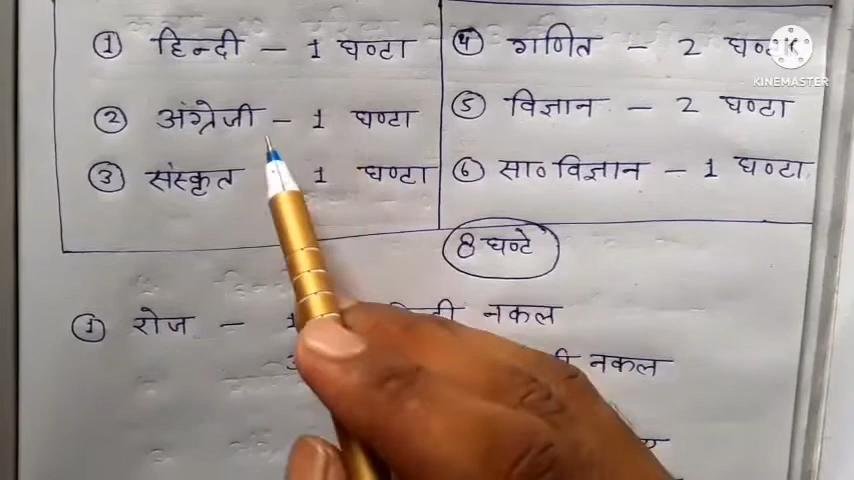 ① हिन्दी - 1 घण्टा
② अंग्रेजी - 1 घण्टा
③ संस्कृत 1 घण्टा
④ गणित - 2 घण्टा
⑤ विज्ञान - 2 घण्टा
⑥ सा० विज्ञान - 1 घण्टा
8 घण्टे
① रोज - नकल
नकल
KINEMASTER